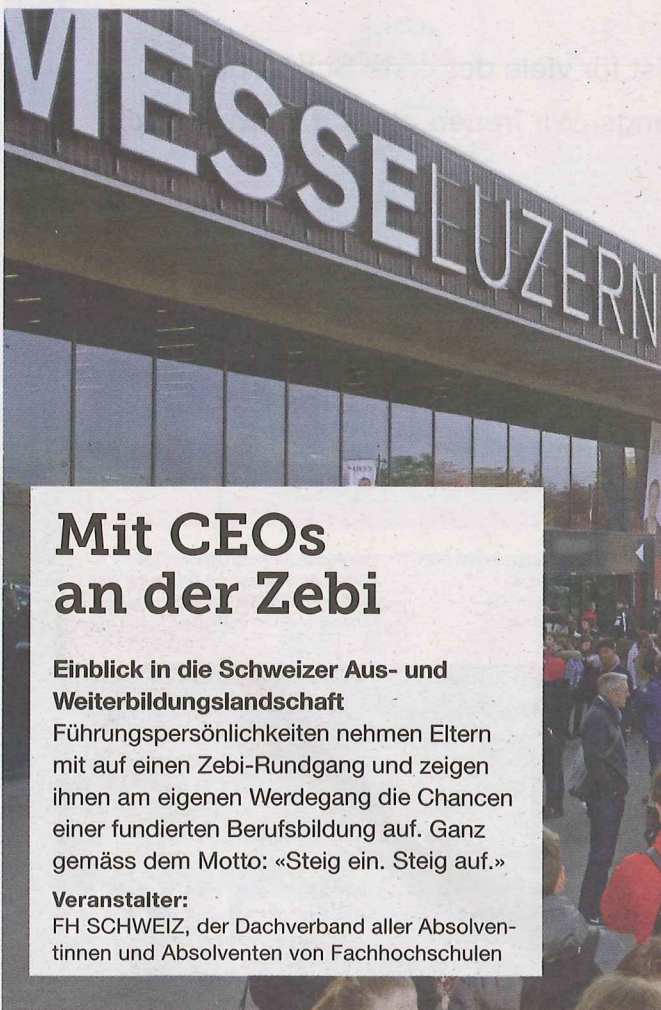 MESSELUZERN
Mit CEOs
an der Zebi
Einblick in die Schweizer Aus- und
Weiterbildungslandschaft
Führungspersönlichkeiten nehmen Eltern
mit auf einen Zebi-Rundgang und zeigen
ihnen am eigenen Werdegang die Chancen
einer fundierten Berufsbildung auf. Ganz
gemäss dem Motto: «Steig ein. Steig auf.»
Veranstalter:
FH SCHWEIZ, der Dachverband aller Absolven-
tinnen und Absolventen von Fachhochschulen